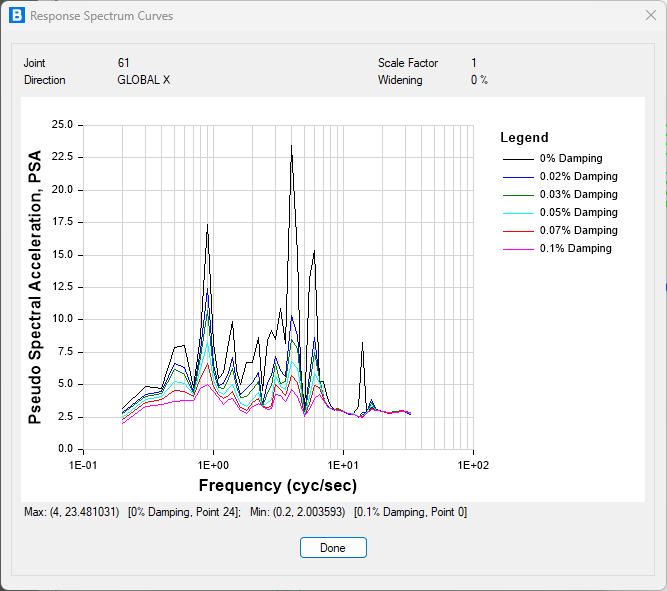 B Response Spectrum Curves
Joint 61 Scale Factor 1
Direction GLOBAL X Widening 0 %
Pseudo Spectral Acceleration, PSA
25.0
22.5
20.0
17.5
15.0
12.5
10.0
7.5
5.0
2.5
0.0
1E-01 1E+00 1E+01 1E+02
Frequency (cyc/sec)
Legend
0% Damping
0.02% Damping
0.03% Damping
0.05% Damping
0.07% Damping
0.1% Damping
Max: (4, 23.481031) [0% Damping, Point 24]; Min: (0.2, 2.003593) [0.1% Damping, Point 0]
Done